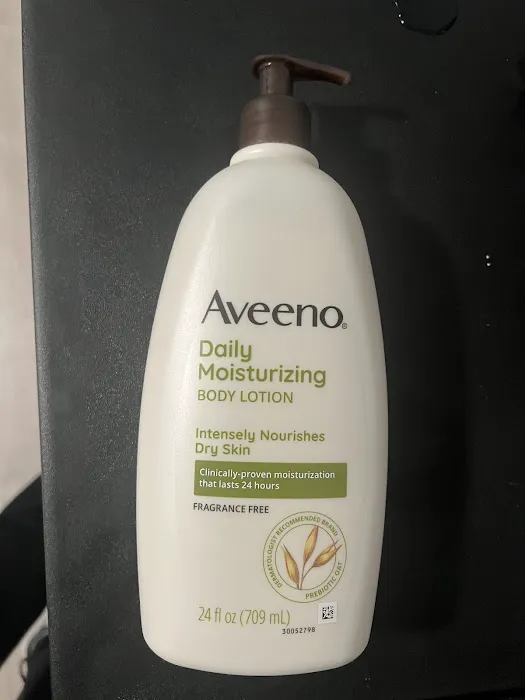 Aveeno®
Daily
Moisturizing
BODY LOTION
Intensely Nourishes
Dry Skin
Clinically-proven moisturization
that lasts 24 hours
FRAGRANCE FREE
DERMATOLOGIST RECOMMENDED BRAND
PREBIOTIC OAT
24 fl oz (709 mL)
30052798